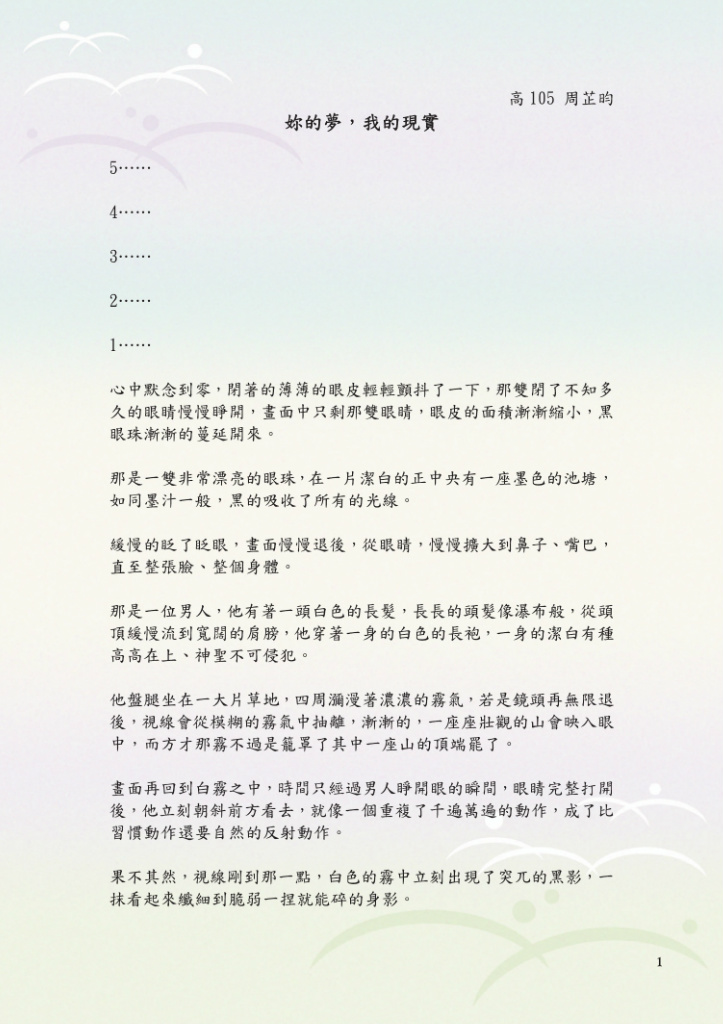 高 105 周芷昀
妳的夢，我的現實
5……
4……
3……
2……
1……
心中默念到零，閉著的薄薄的眼皮輕輕顫抖了一下，那雙閉了不知多
久的眼睛慢慢睜開，畫面中只剩那雙眼睛，眼皮的面積漸漸縮小，黑
眼珠漸漸的蔓延開來。
那是一雙非常漂亮的眼珠，在一片潔白的正中央有一座墨色的池塘，
如同墨汁一般，黑的吸收了所有的光線。
緩慢的眨了眨眼，畫面慢慢退後，從眼睛，慢慢擴大到鼻子、嘴巴，
直至整張臉、整個身體。
那是一位男人，他有著一頭白色的長髮，長長的頭髮像瀑布般，從頭
頂緩慢流到寬闊的肩膀，他穿著一身的白色的長袍，一身的潔白有種
高高在上、神聖不可侵犯。
他盤腿坐在一大片草地，四周瀰漫著濃濃的霧氣，若是鏡頭再無限退
後，視線會從模糊的霧氣中抽離，漸漸的，一座座壯觀的山會映入眼
中，而方才那霧不過是籠罩了其中一座山的頂端罷了。
畫面再回到白霧之中，時間只經過男人睜開眼的瞬間，眼睛完整打開
後，他立刻朝斜前方看去，就像一個重複了千遍萬遍的動作，成了比
習慣動作還要自然的反射動作。
果不其然，視線剛到那一點，白色的霧中立刻出現了突兀的黑影，一
抹看起來纖細到脆弱一捏就能碎的身影。
1